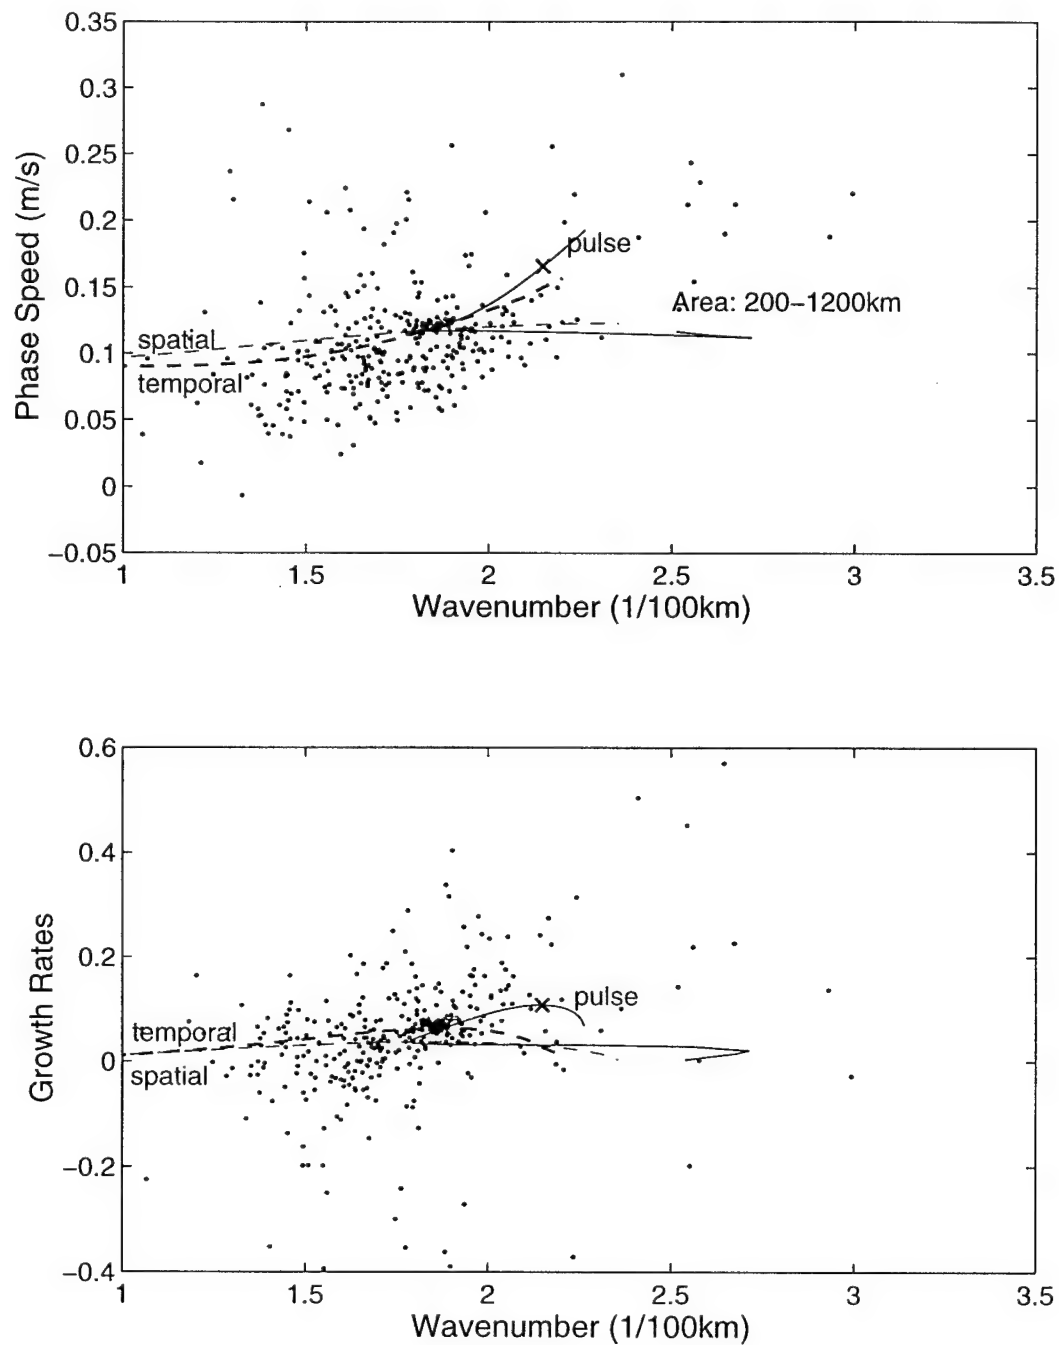 0.35
0.3
0.25
0.2
0.15
0.1
0.05
0
−0.05
Phase Speed (m/s)
pulse
Area: 200−1200km
spatial
temporal
1
1.5
2
2.5
3
3.5
Wavenumber (1/100km)
0.6
0.4
0.2
0
−0.2
−0.4
Growth Rates
pulse
temporal
spatial
1
1.5
2
2.5
3
3.5
Wavenumber (1/100km)